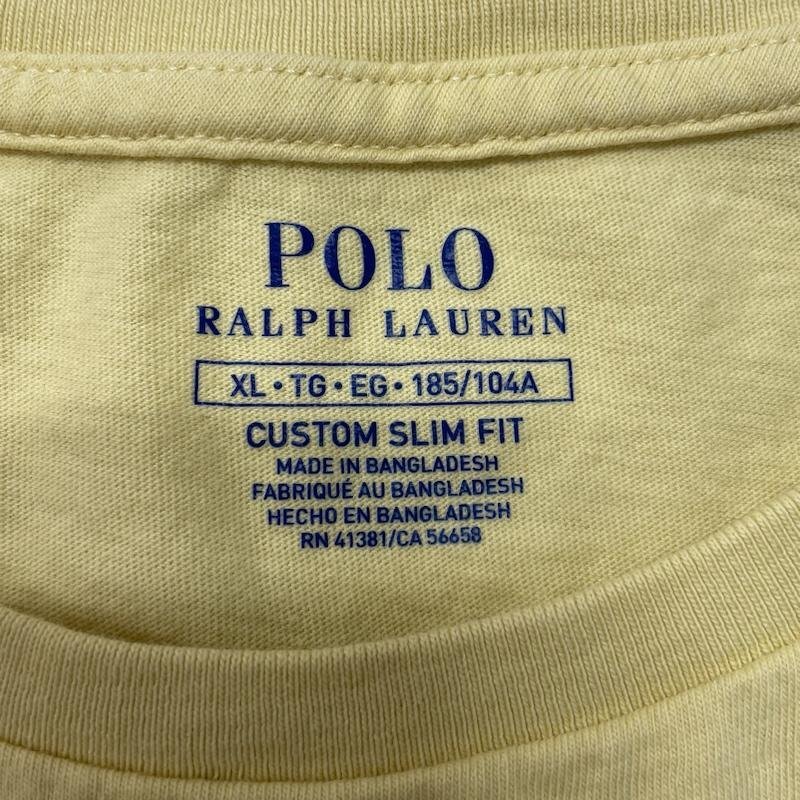 POLO
RALPH LAUREN
XL • TG • EG • 185/104A
CUSTOM SLIM FIT
MADE IN BANGLADESH
FABRIQUÉ AU BANGLADESH
HECHO EN BANGLADESH
RN 41381/CA 56658